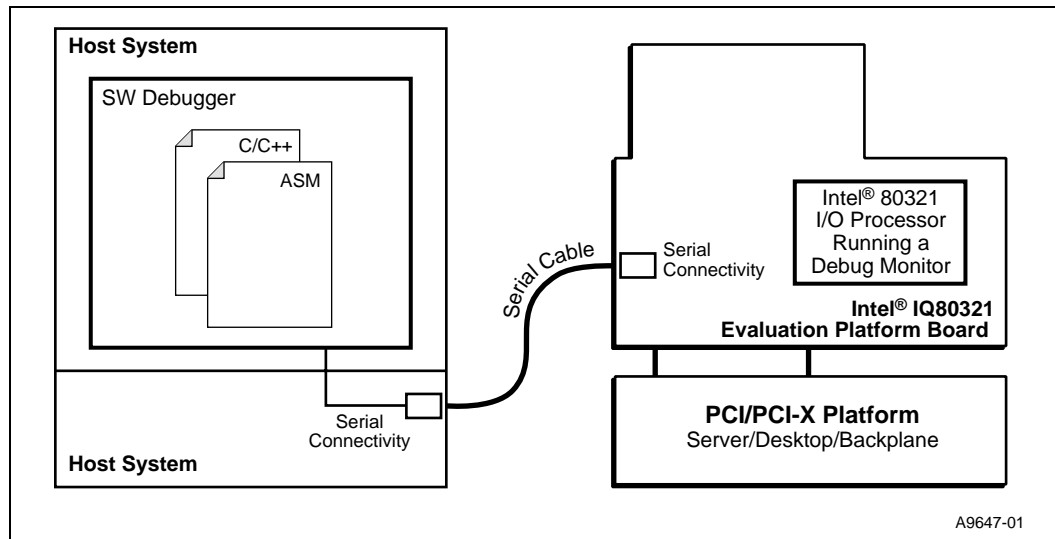 Host System
SW Debugger
C/C++
ASM
Serial
Connectivity
Host System
Serial Cable
Serial
Connectivity
Intel® 80321
I/O Processor
Running a
Debug Monitor
Intel® IQ80321
Evaluation Platform Board
PCI/PCI-X Platform
Server/Desktop/Backplane
A9647-01